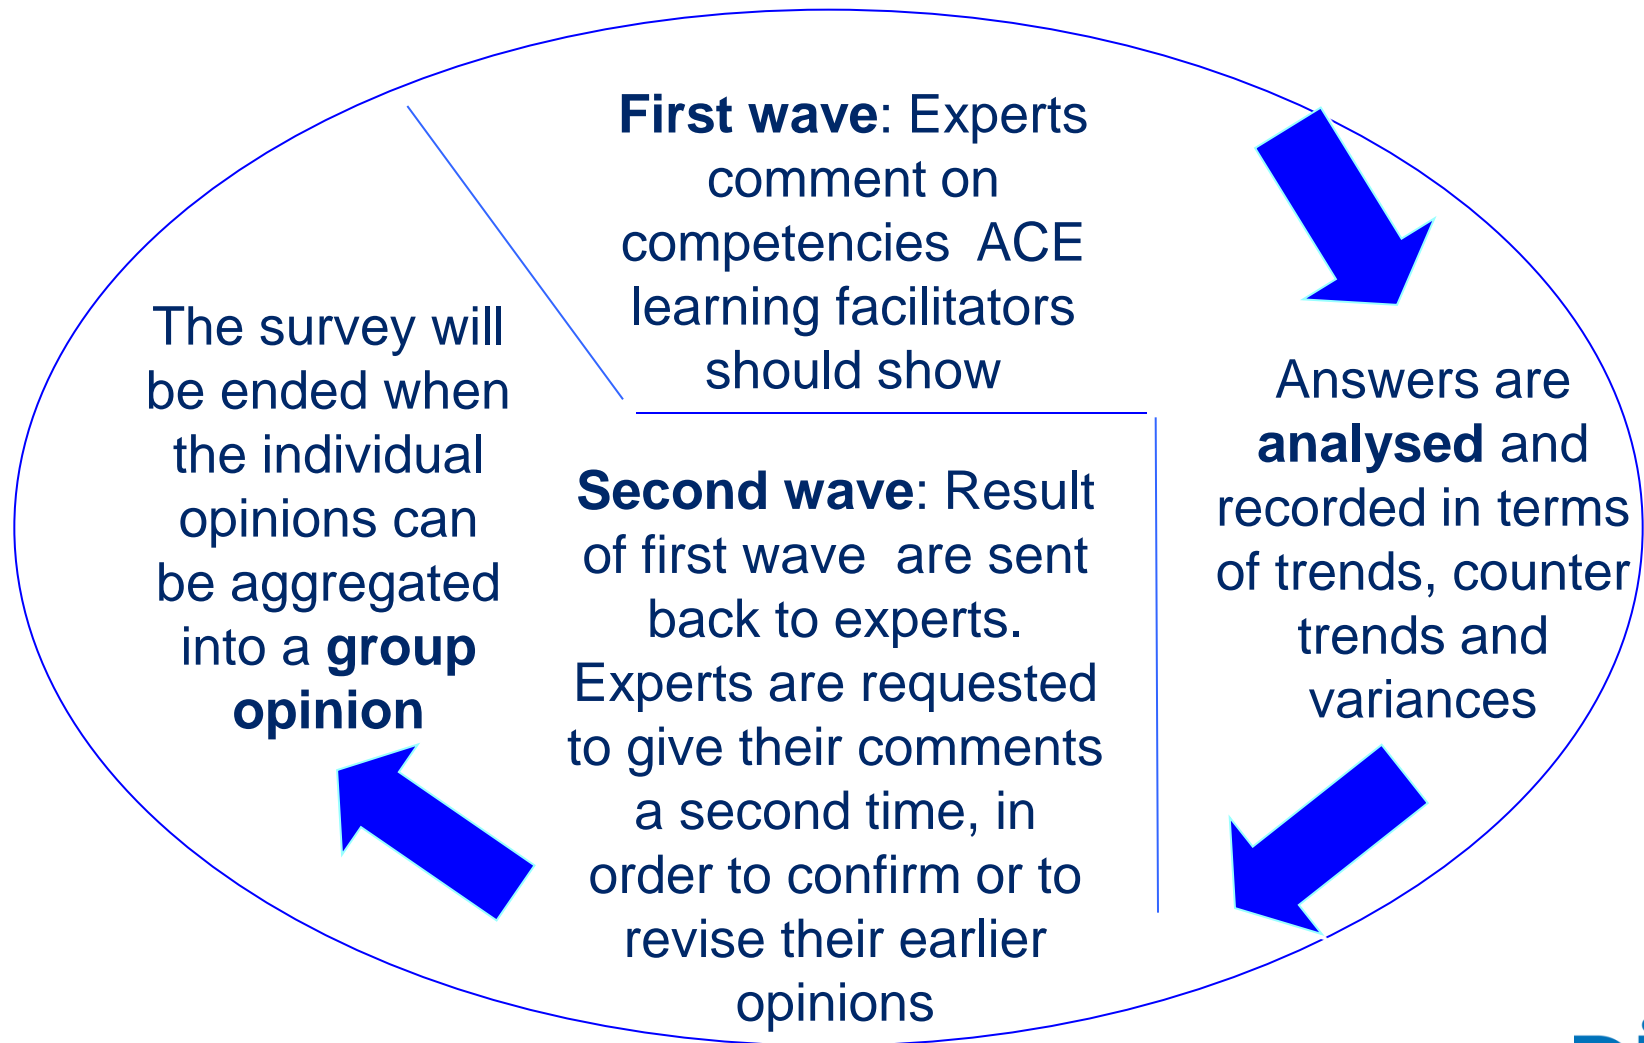 First wave: Experts
comment on
competencies ACE
learning facilitators
should show
Answers are
analysed and
recorded in terms
of trends, counter
trends and
variances
Second wave: Result
of first wave are sent
back to experts.
Experts are requested
to give their comments
a second time, in
order to confirm or to
revise their earlier
opinions
The survey will
be ended when
the individual
opinions can
be aggregated
into a group
opinion